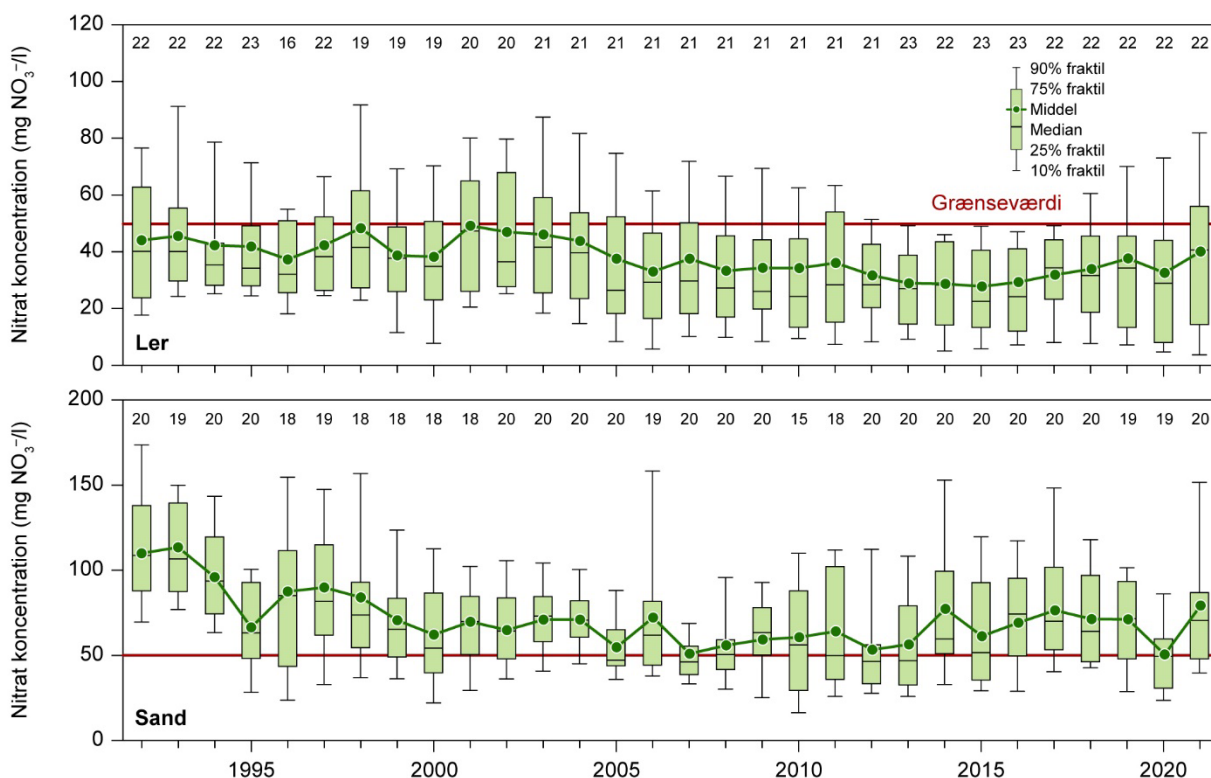 Nitrat koncentration (mg NO₃⁻/l)
120
100
80
60
40
20
0
22 22 22 23 16 22 19 19 19 20 20 21 21 21 21 21 21 21 21 21 21 23 22 23 23 22 22 22 22 22
90% fraktil
75% fraktil
Middel
Median
25% fraktil
10% fraktil
Grænseværdi
Ler
Nitrat koncentration (mg NO₃⁻/l)
200
150
100
50
0
20 19 20 20 18 19 18 18 18 20 20 20 20 20 19 20 20 20 15 18 20 20 20 20 20 20 20 19 19 20
Sand
1995 2000 2005 2010 2015 2020